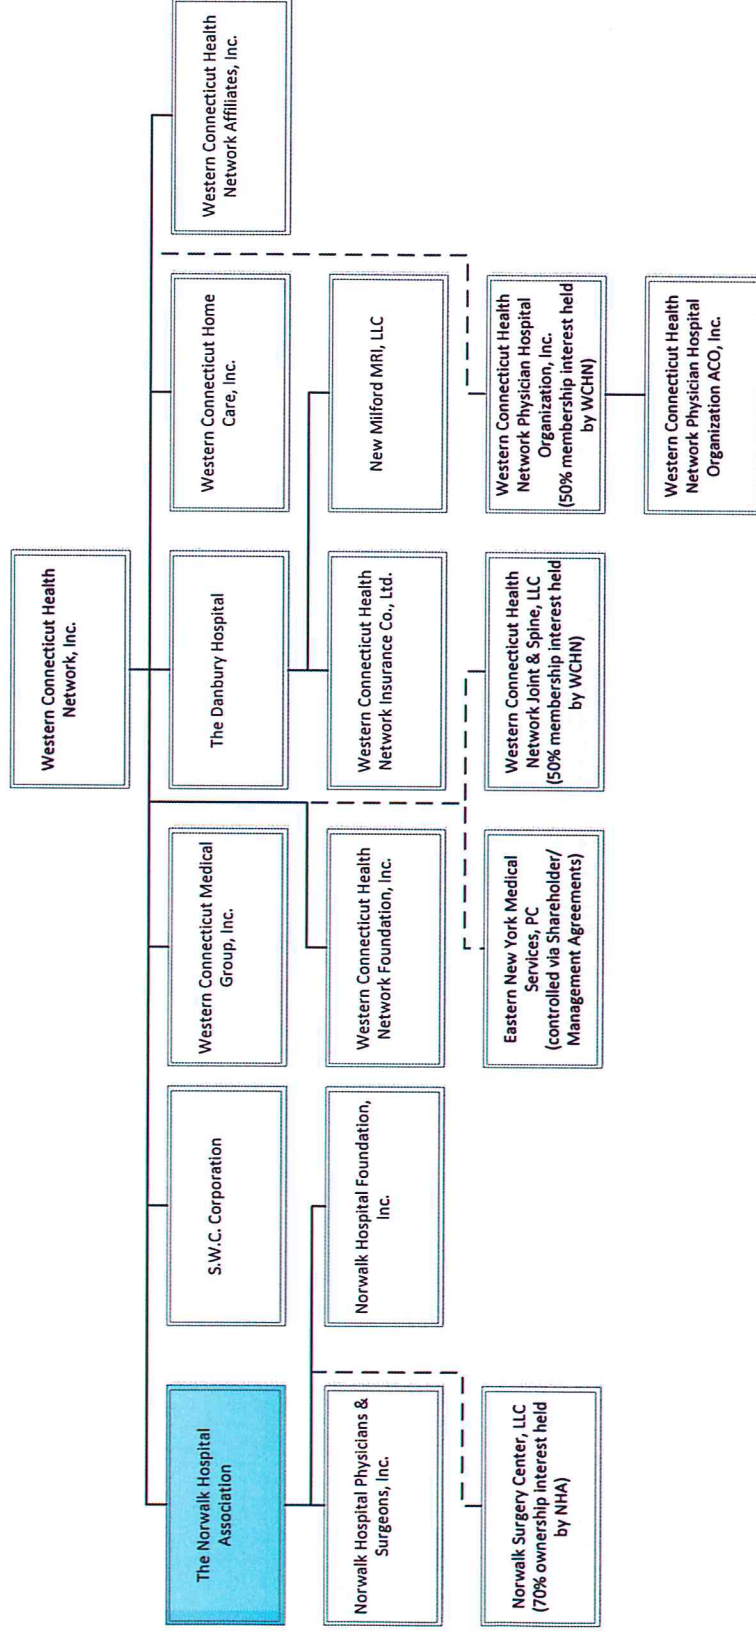 Western Connecticut Health
Network, Inc.
The Norwalk Hospital
Association
S.W.C. Corporation
Western Connecticut Medical
Group, Inc.
The Danbury Hospital
Western Connecticut Home
Care, Inc.
Western Connecticut Health
Network Affiliates, Inc.
Norwalk Hospital Physicians &
Surgeons, Inc.
Norwalk Hospital Foundation,
Inc.
Western Connecticut Health
Network Foundation, Inc.
Western Connecticut Health
Network Insurance Co., Ltd.
New Milford MRI, LLC
Norwalk Surgery Center, LLC
(70% ownership interest held
by NHA)
Eastern New York Medical
Services, PC
(controlled via Shareholder/
Management Agreements)
Western Connecticut Health
Network Joint & Spine, LLC
(50% membership interest held
by WCHN)
Western Connecticut Health
Network Physician Hospital
Organization, Inc.
(50% membership interest held
by WCHN)
Western Connecticut Health
Network Physician Hospital
Organization ACO, Inc.